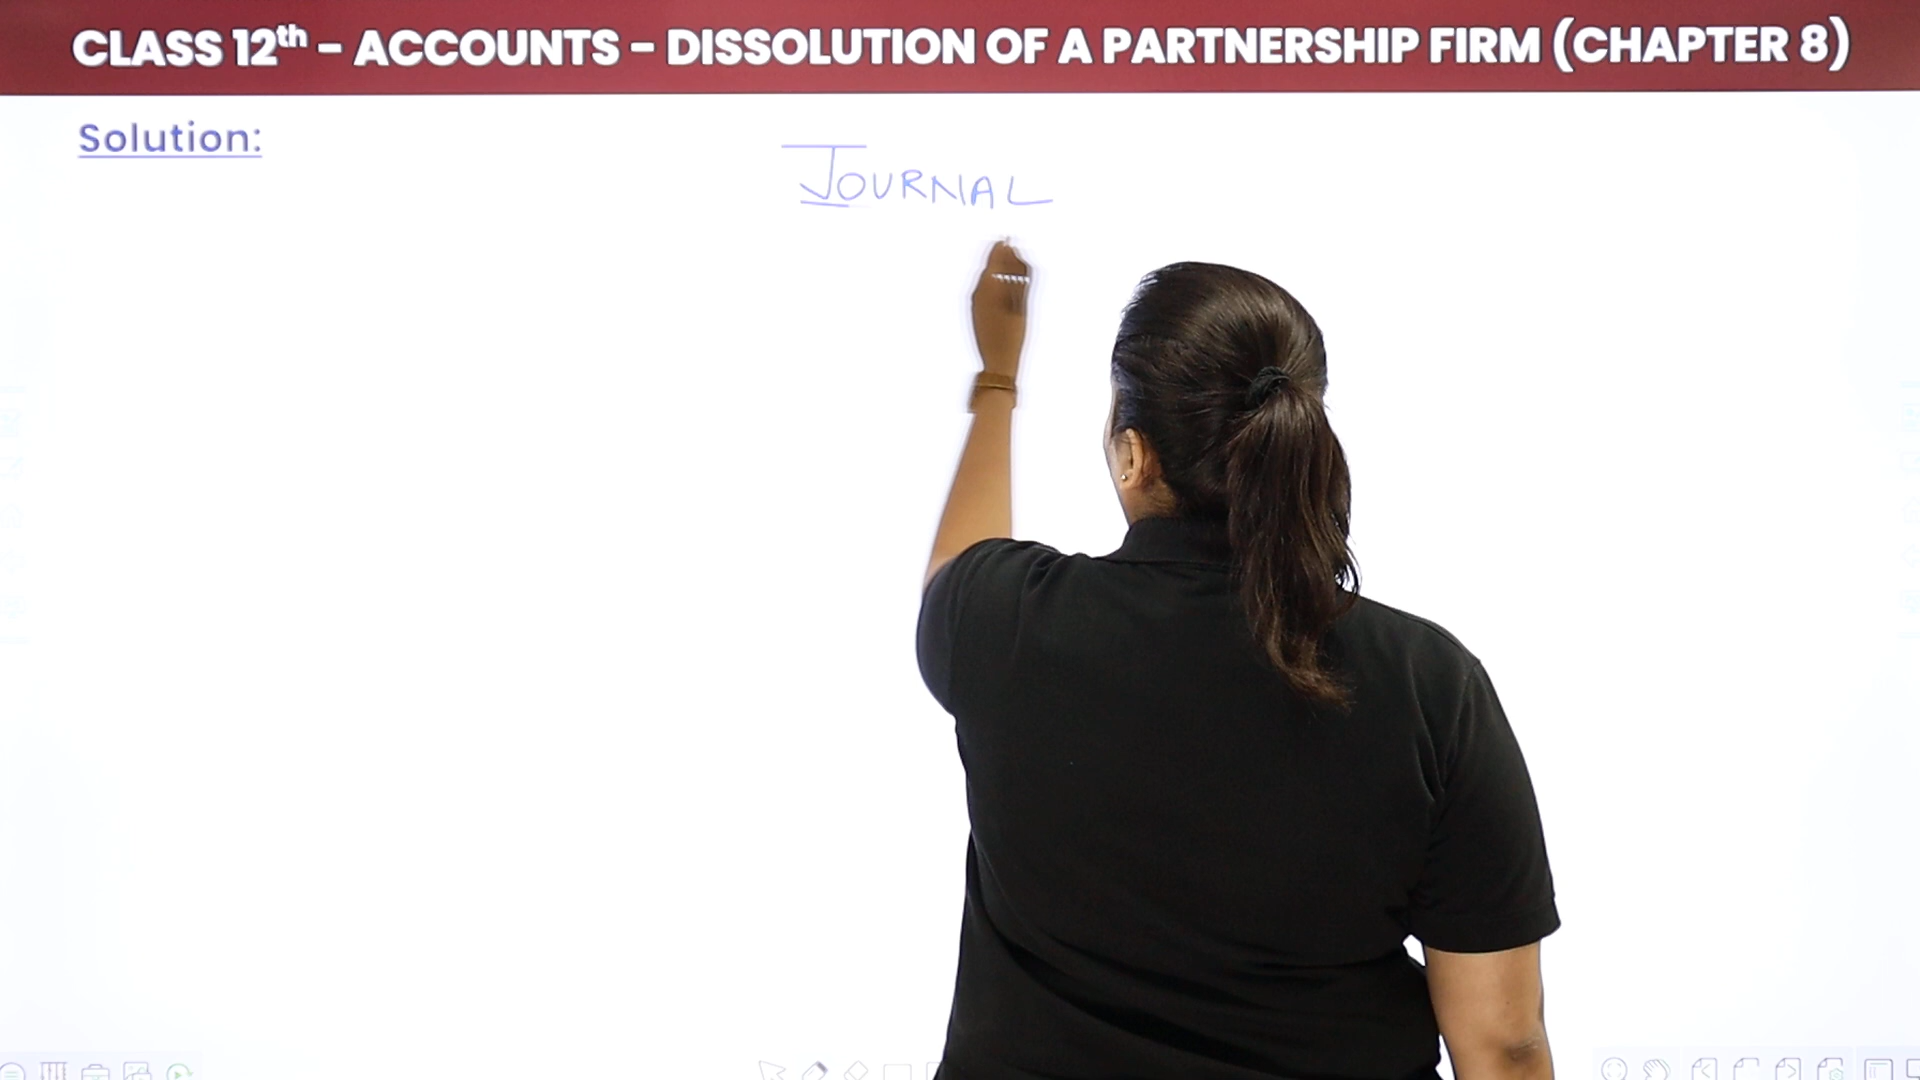 CLASS 12th - ACCOUNTS - DISSOLUTION OF A PARTNERSHIP FIRM (CHAPTER 8)
Solution:
JOURNAL